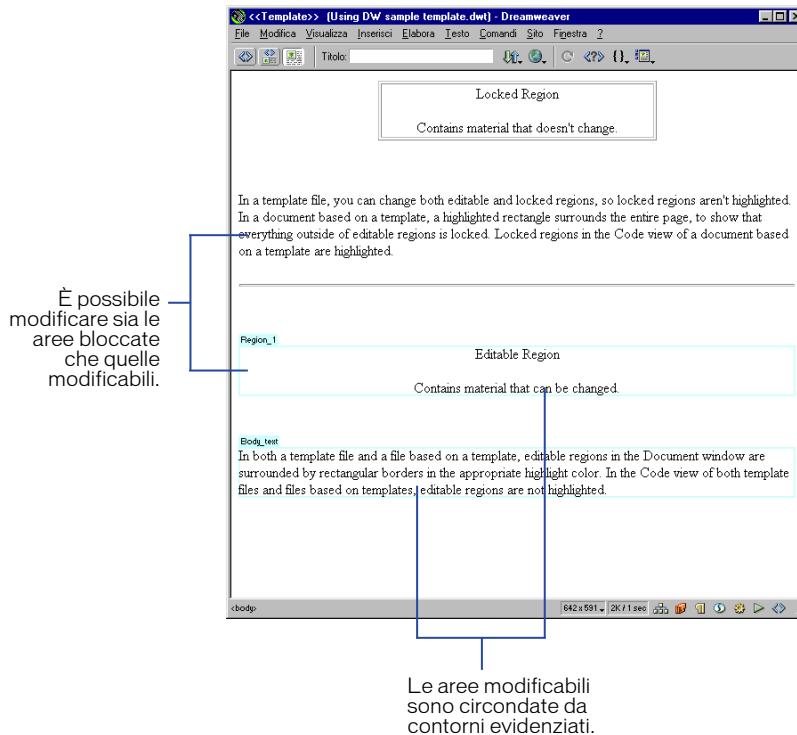 <<Template>> (Using DW sample template.dwt) - Dreamweaver
File Modifica Visualizza Inserisci Elabora Testo Comandi Sito Finestra ?
Titolo:
Locked Region
Contains material that doesn't change.
In a template file, you can change both editable and locked regions, so locked regions aren't highlighted.
In a document based on a template, a highlighted rectangle surrounds the entire page, to show that
everything outside of editable regions is locked. Locked regions in the Code view of a document based
on a template are highlighted.
È possibile
modificare sia le
aree bloccate
che quelle
modificabili.
Region_1
Editable Region
Contains material that can be changed.
Body_text
In both a template file and a file based on a template, editable regions in the Document window are
surrounded by rectangular borders in the appropriate highlight color. In the Code view of both template
files and files based on templates, editable regions are not highlighted.
<body>
642 x 591 2K / 1 sec
Le aree modificabili
sono circondate da
contorni evidenziati.